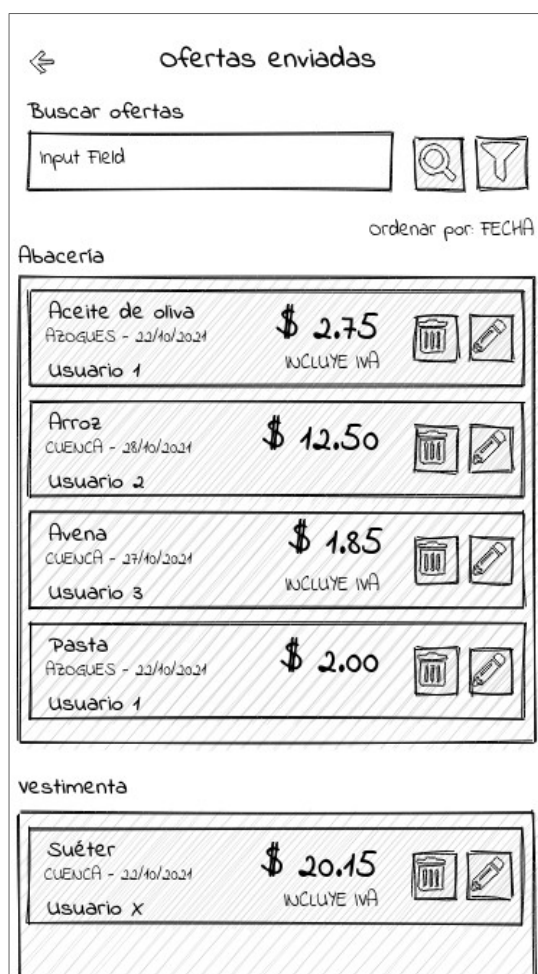 Ofertas enviadas
Buscar ofertas
Input Field
Ordenar por: FECHA
Abacería
Aceite de oliva
AZOGUES - 22/10/2021
Usuario 1
$ 2.75
INCLUYE IVA
Arroz
CUENCA - 28/10/2021
Usuario 2
$ 12.50
Avena
CUENCA - 27/10/2021
Usuario 3
$ 1.85
INCLUYE IVA
Pasta
AZOGUES - 22/10/2021
Usuario 1
$ 2.00
Vestimenta
Suéter
CUENCA - 22/10/2021
Usuario X
$ 20.15
INCLUYE IVA